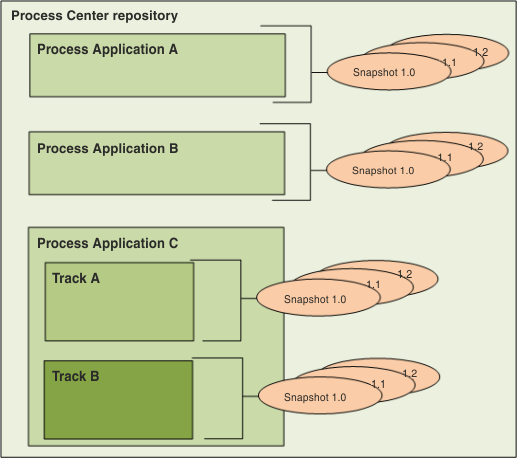 Process Center repository
Process Application A
1.2
1.1
Snapshot 1.0
Process Application B
1.2
1.1
Snapshot 1.0
Process Application C
Track A
1.2
1.1
Snapshot 1.0
Track B
1.2
1.1
Snapshot 1.0